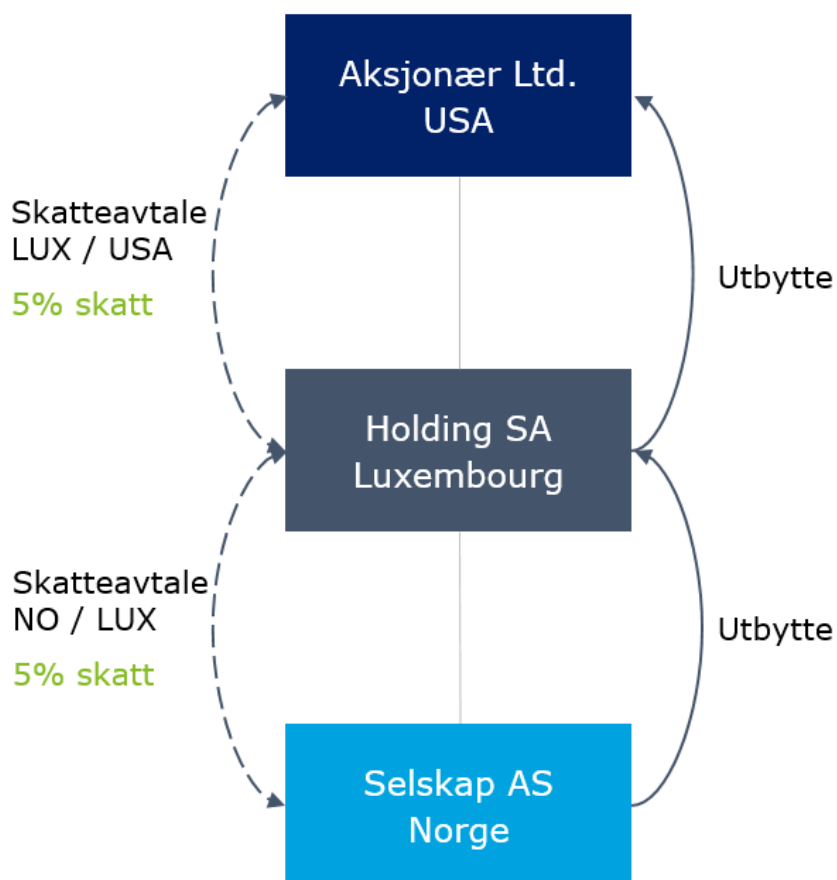 Aksjonær Ltd.
USA
Skatteavtale
LUX / USA
5% skatt
Utbytte
Holding SA
Luxembourg
Skatteavtale
NO / LUX
5% skatt
Utbytte
Selskap AS
Norge